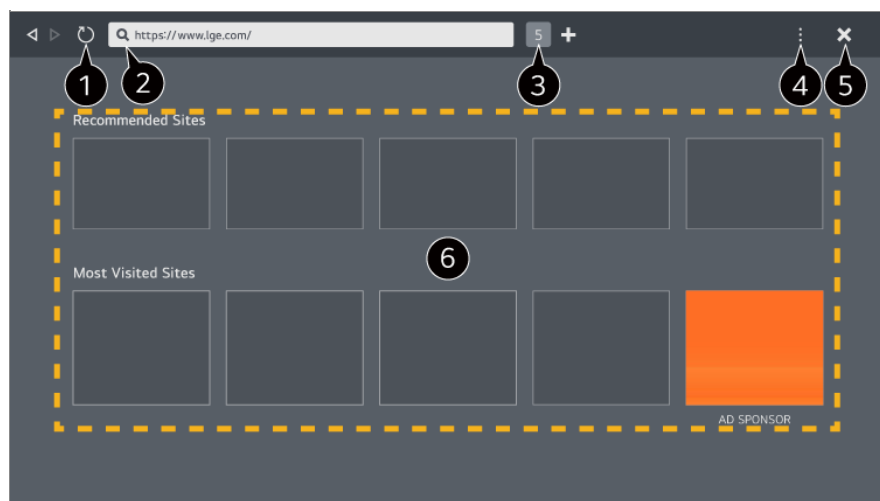 https://www.lge.com/ 5
1 2 3 4 5
Recommended Sites
6
Most Visited Sites
AD SPONSOR